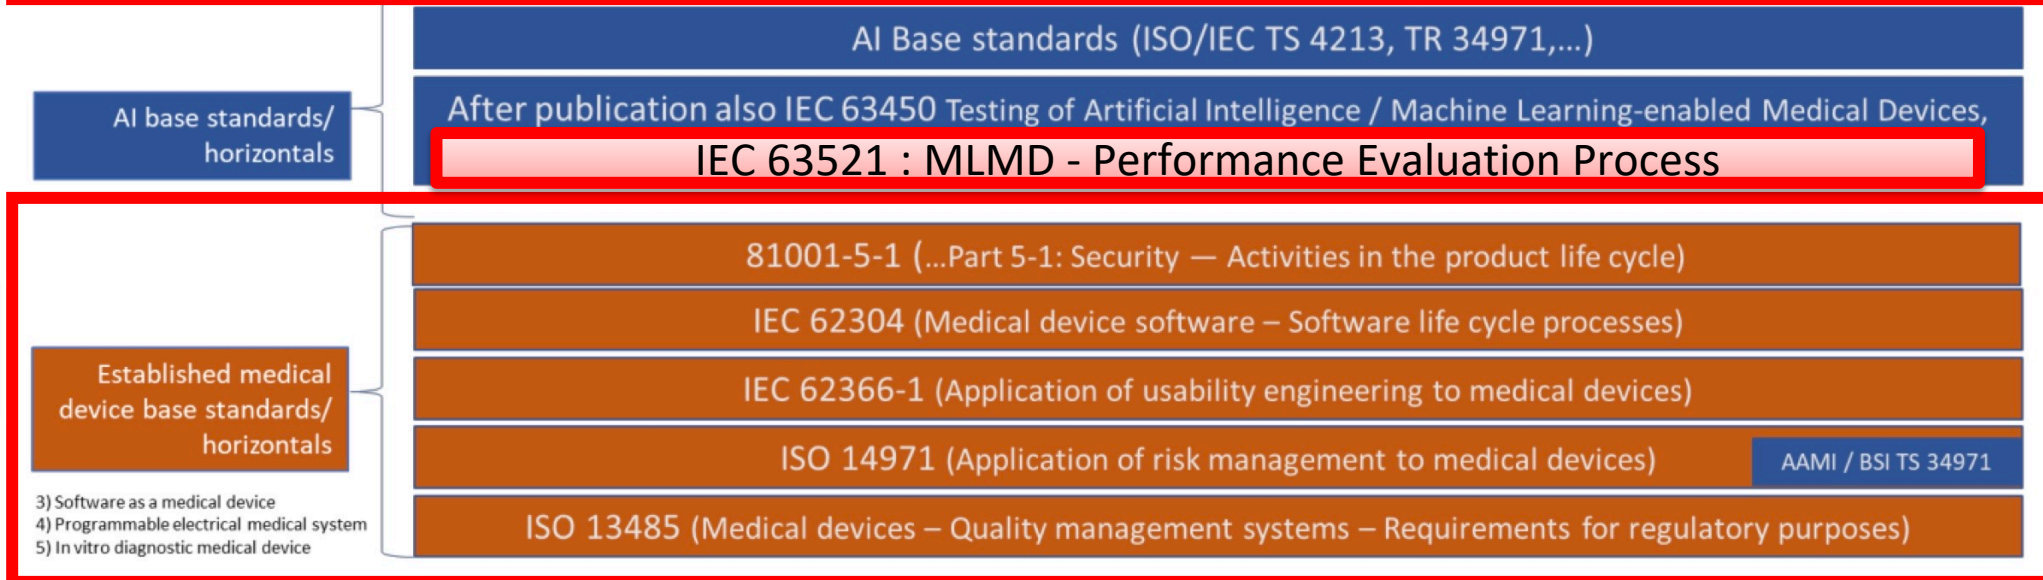 AI Base standards (ISO/IEC TS 4213, TR 34971,...)
AI base standards/
horizontals
After publication also IEC 63450 Testing of Artificial Intelligence / Machine Learning-enabled Medical Devices,
IEC 63521 : MLMD - Performance Evaluation Process
81001-5-1 (...Part 5-1: Security — Activities in the product life cycle)
IEC 62304 (Medical device software – Software life cycle processes)
Established medical
device base standards/
horizontals
IEC 62366-1 (Application of usability engineering to medical devices)
ISO 14971 (Application of risk management to medical devices)
AAMI / BSI TS 34971
ISO 13485 (Medical devices – Quality management systems – Requirements for regulatory purposes)
3) Software as a medical device
4) Programmable electrical medical system
5) In vitro diagnostic medical device